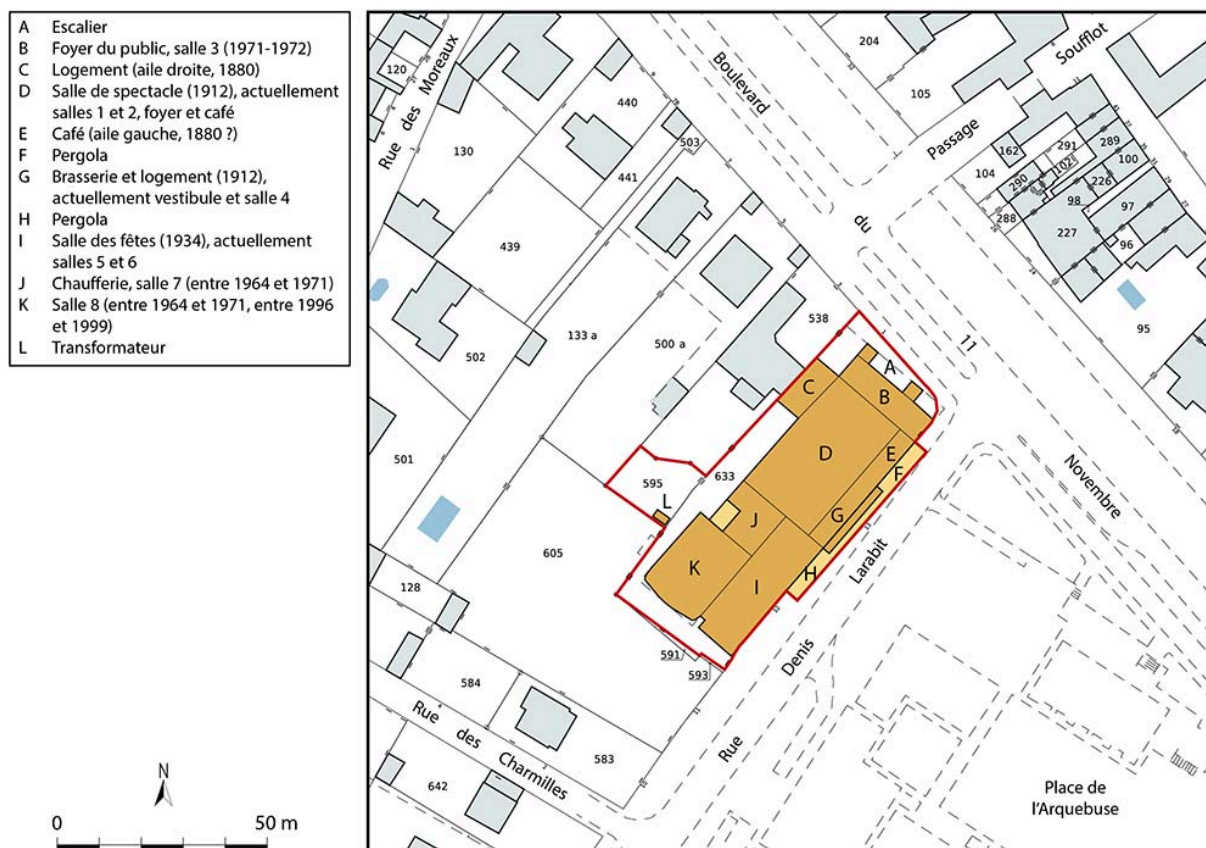 A Escalier
B Foyer du public, salle 3 (1971-1972)
C Logement (aile droite, 1880)
D Salle de spectacle (1912), actuellement
salles 1 et 2, foyer et café
E Café (aile gauche, 1880 ?)
F Pergola
G Brasserie et logement (1912),
actuellement vestibule et salle 4
H Pergola
I Salle des fêtes (1934), actuellement
salles 5 et 6
J Chaufferie, salle 7 (entre 1964 et 1971)
K Salle 8 (entre 1964 et 1971, entre 1996
et 1999)
L Transformateur
N
0 50 m
120
Rue des Moreaux
130
440
503
441
439
Boulevard
du
11
Novembre
204
105
Passage
Soufflot
104
162
291
102
289
100
290
226
98
97
288
227
96
95
502
133 a
500 a
538
501
595
633
605
A
B
C
D
E
F
G
H
I
J
K
L
128
591
593
584
583
642
Rue des Charmilles
Rue Denis Larabit
Place de
l'Arquebuse